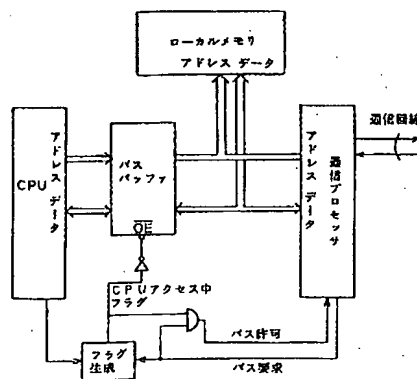 ローカルメモリ
アドレス データ
CPU
アドレス データ
バス
バッファ
OE
アドレス データ
通信プロセッサ
通信回線
CPUアクセス中
フラグ
フラグ
生成
バス許可
バス要求